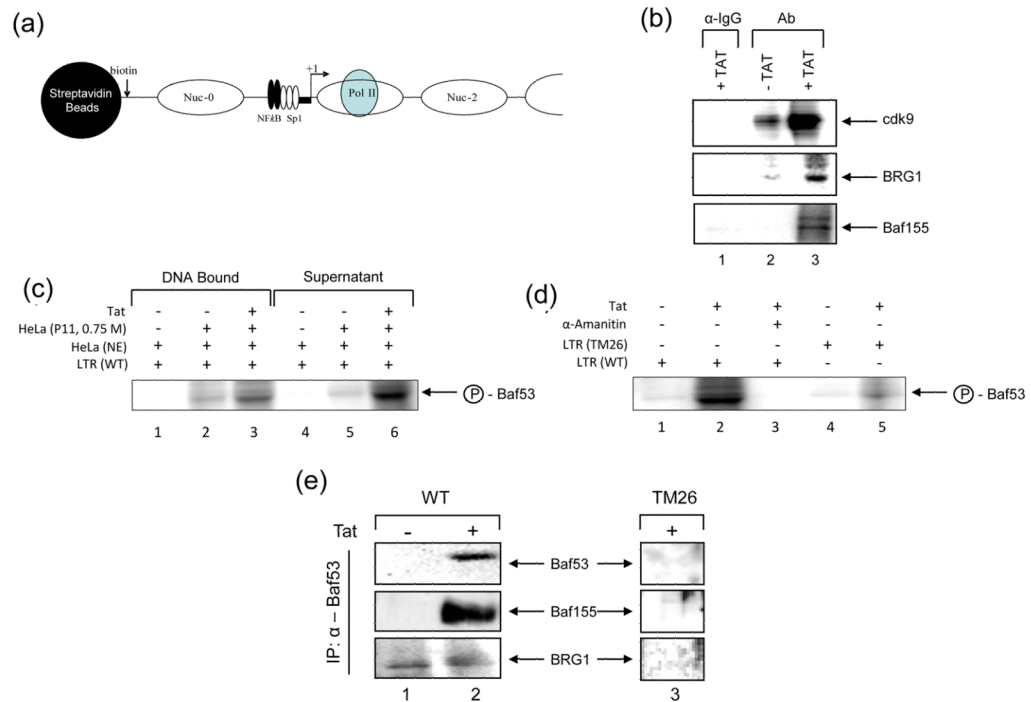 (a)
biotin
+1
Streptavidin
Beads
Nuc-0
Pol II
Nuc-2
NFkB
Sp1
(b)
α-IgG
Ab
+ TAT
- TAT
+ TAT
cdk9
BRG1
Baf155
1 2 3
(c)
DNA Bound
Supernatant
Tat - - + - - +
HeLa (P11, 0.75 M) - + + - + +
HeLa (NE) + + + + + +
LTR (WT) + + + + + +
P - Baf53
1 2 3 4 5 6
(d)
Tat - + + - +
α-Amanitin - - + - -
LTR (TM26) - - - + +
LTR (WT) + + + - -
P - Baf53
1 2 3 4 5
(e)
WT
TM26
Tat - + +
IP: α – Baf53
Baf53
Baf155
BRG1
1 2 3